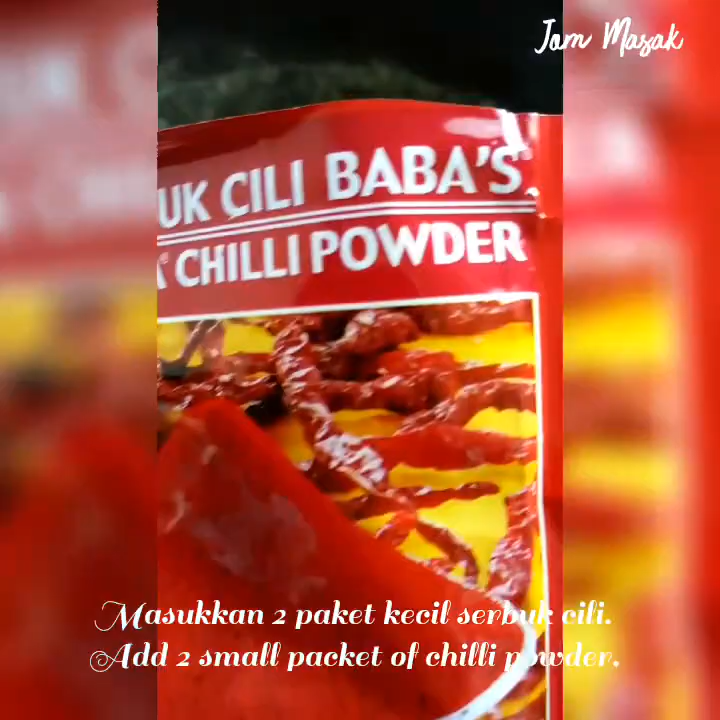 Jom Masak
UK CILI BABA'S
CHILLI POWDER
Masukkan 2 paket kecil serbuk cili.
Add 2 small packet of chilli powder.